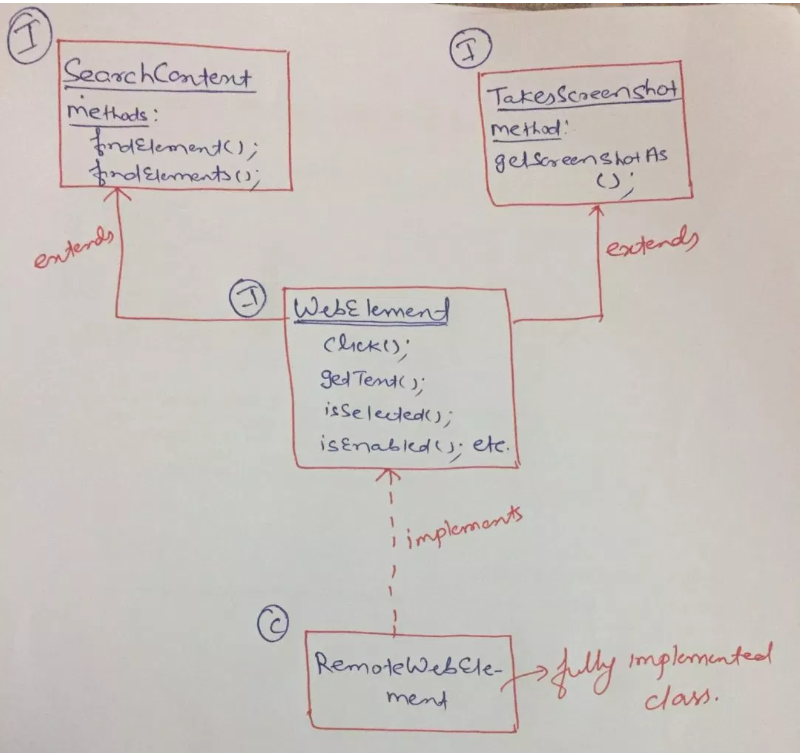 I
SearchContent
methods:
findElement();
findElements();
I
TakesScreenshot
method:
getScreenshotAs
();
extends
extends
I
WebElement
click();
getText();
isSelected();
isEnabled(); etc.
implements
C
RemoteWebEle-
ment
fully implemented
class.